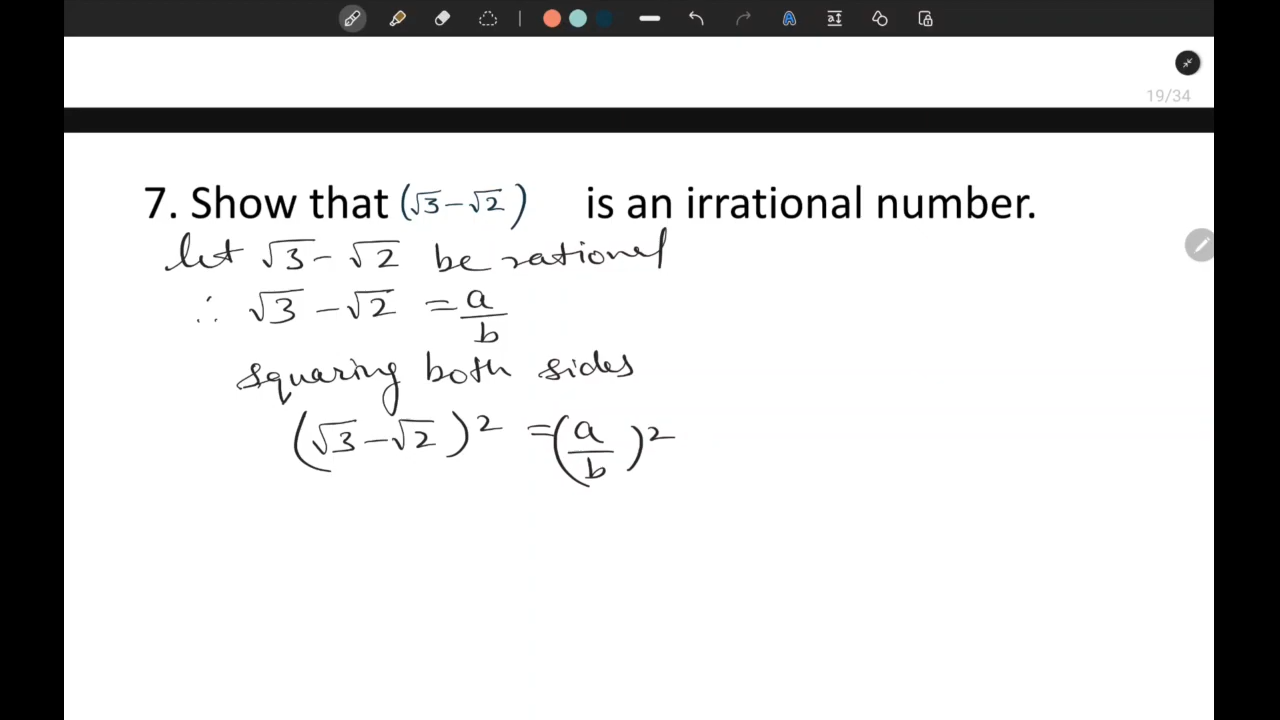 19/34
7. Show that (√3 - √2) is an irrational number.
let √3 - √2 be rational
∴ √3 - √2 = a/b
squaring both sides
(√3 - √2)² = (a/b)²